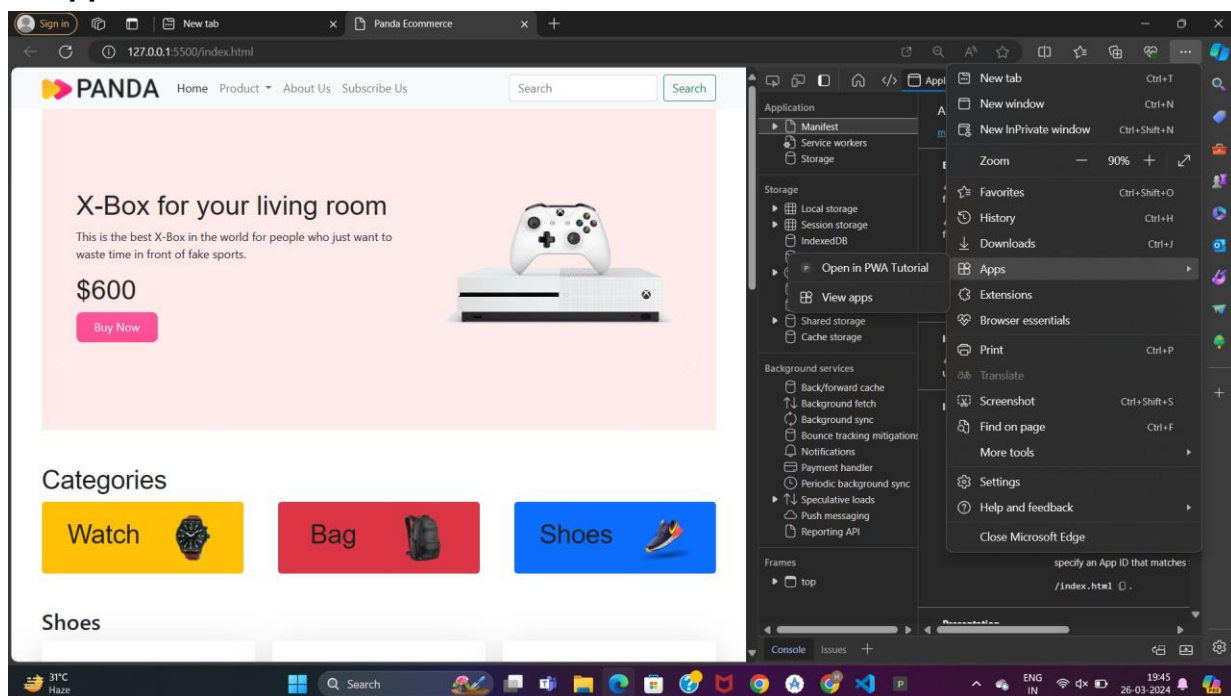 Sign in
New tab
Panda Ecommerce
127.0.0.1:5500/index.html
PANDA
Home Product About Us Subscribe Us
Search
Search
X-Box for your living room
This is the best X-Box in the world for people who just want to
waste time in front of fake sports.
$600
Buy Now
Categories
Watch
Bag
Shoes
Shoes
Application
Manifest
Service workers
Storage
Storage
Local storage
Session storage
IndexedDB
Shared storage
Cache storage
Background services
Back/forward cache
Background fetch
Background sync
Bounce tracking mitigations
Notifications
Payment handler
Periodic background sync
Speculative loads
Push messaging
Reporting API
Frames
top
Open in PWA Tutorial
View apps
New tab Ctrl+T
New window Ctrl+N
New InPrivate window Ctrl+Shift+N
Zoom 90%
Favorites Ctrl+Shift+O
History Ctrl+H
Downloads Ctrl+J
Apps
Extensions
Browser essentials
Print Ctrl+P
Translate
Screenshot Ctrl+Shift+S
Find on page Ctrl+F
More tools
Settings
Help and feedback
Close Microsoft Edge
specify an App ID that matches
/index.html
Console Issues
31°C
Haze
Search
ENG
IN
19:45
26-03-2024